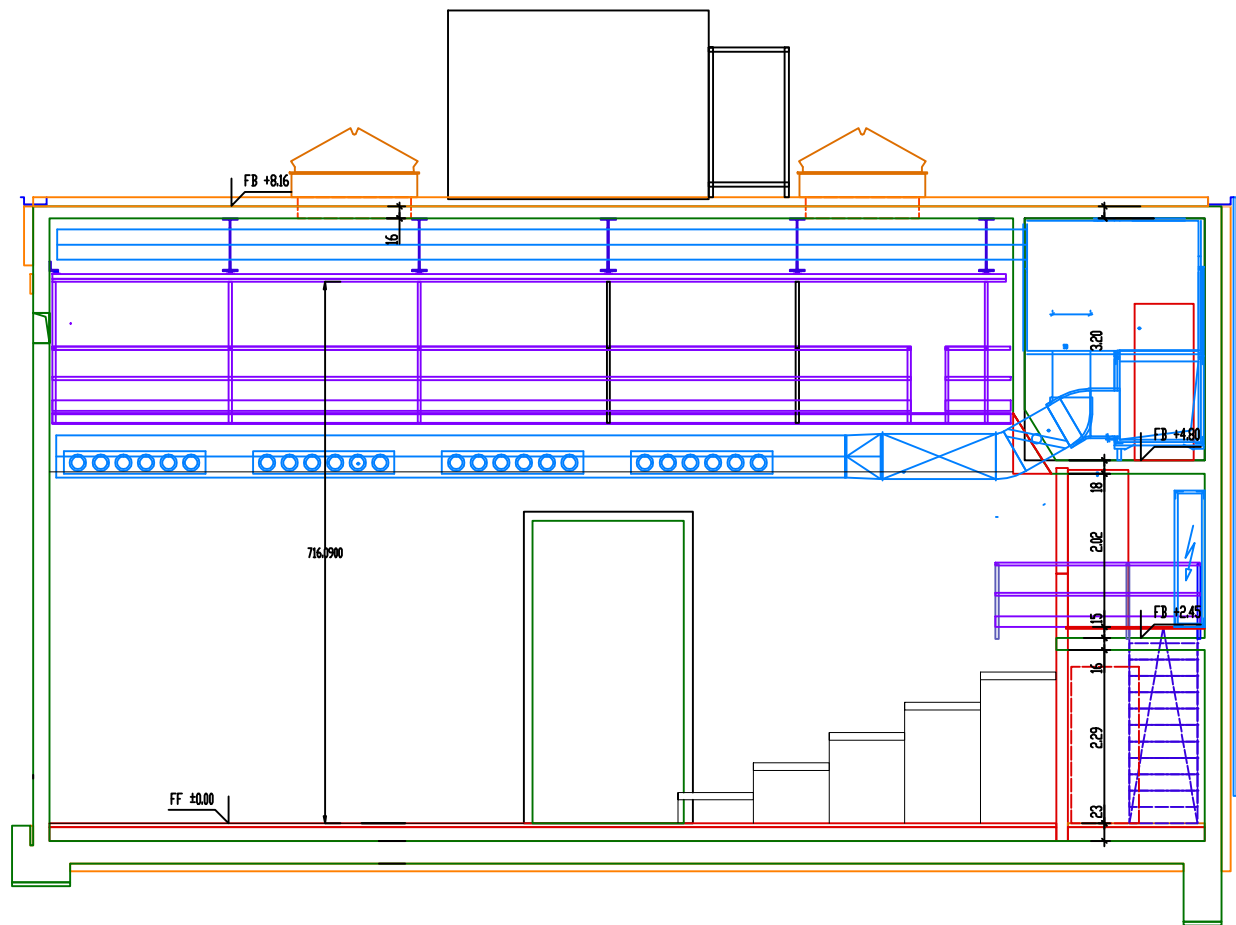 FB +8.16
16
3.20
FB +4.80
18
2.02
716.0900
15
FB +2.45
16
2.29
FF ±0.00
23